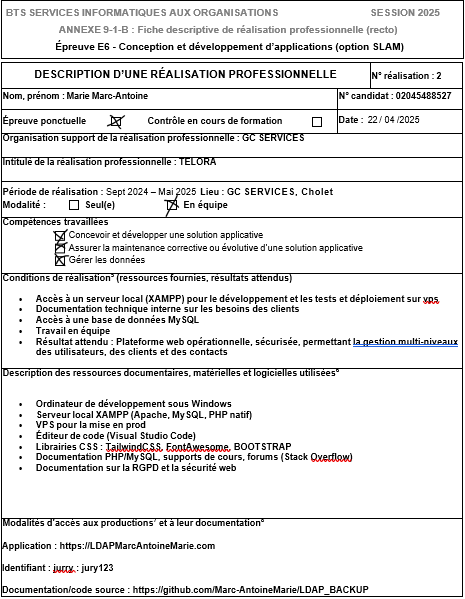 BTS SERVICES INFORMATIQUES AUX ORGANISATIONS SESSION 2025
ANNEXE 9-1-B : Fiche descriptive de réalisation professionnelle (recto)
Épreuve E6 - Conception et développement d'applications (option SLAM)
DESCRIPTION D'UNE RÉALISATION PROFESSIONNELLE N° réalisation : 2
Nom, prénom : Marie Marc-Antoine N° candidat : 02045488527
Épreuve ponctuelle Contrôle en cours de formation Date : 22 / 04 /2025
Organisation support de la réalisation professionnelle : GC SERVICES
Intitulé de la réalisation professionnelle : TELORA
Période de réalisation : Sept 2024 – Mai 2025 Lieu : GC SERVICES, Cholet
Modalité : Seul(e) En équipe
Compétences travaillées
Concevoir et développer une solution applicative
Assurer la maintenance corrective ou évolutive d'une solution applicative
Gérer les données
Conditions de réalisation⁵ (ressources fournies, résultats attendus)
• Accès à un serveur local (XAMPP) pour le développement et les tests et déploiement sur vps
• Documentation technique interne sur les besoins des clients
• Accès à une base de données MySQL
• Travail en équipe
• Résultat attendu : Plateforme web opérationnelle, sécurisée, permettant la gestion multi-niveaux
des utilisateurs, des clients et des contacts
Description des ressources documentaires, matérielles et logicielles utilisées⁶
• Ordinateur de développement sous Windows
• Serveur local XAMPP (Apache, MySQL, PHP natif)
• VPS pour la mise en prod
• Éditeur de code (Visual Studio Code)
• Librairies CSS : TailwindCSS, FontAwesome, BOOTSTRAP
• Documentation PHP/MySQL, supports de cours, forums (Stack Overflow)
• Documentation sur la RGPD et la sécurité web
Modalités d'accès aux productions⁷ et à leur documentation⁸
Application : https://LDAPMarcAntoineMarie.com
Identifiant : jurry : jury123
Documentation/code source : https://github.com/Marc-AntoineMarie/LDAP_BACKUP